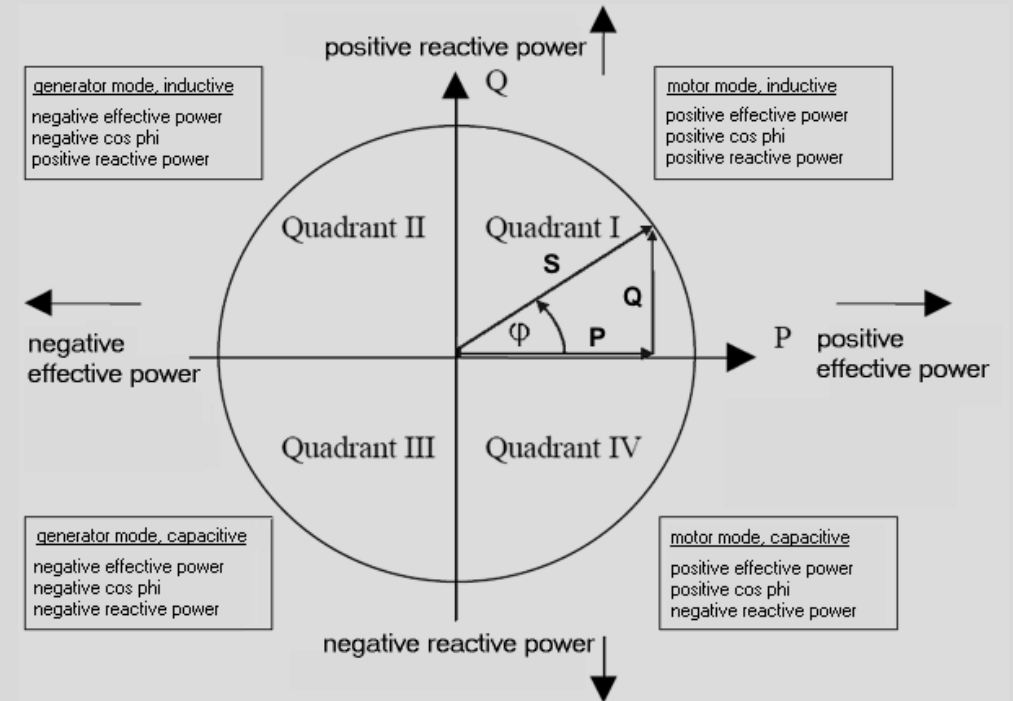 positive reactive power
Q
generator mode, inductive
negative effective power
negative cos phi
positive reactive power
motor mode, inductive
positive effective power
positive cos phi
positive reactive power
Quadrant II
Quadrant I
S
Q
φ
P
P
negative
effective power
positive
effective power
Quadrant III
Quadrant IV
generator mode, capacitive
negative effective power
negative cos phi
negative reactive power
motor mode, capacitive
positive effective power
positive cos phi
negative reactive power
negative reactive power